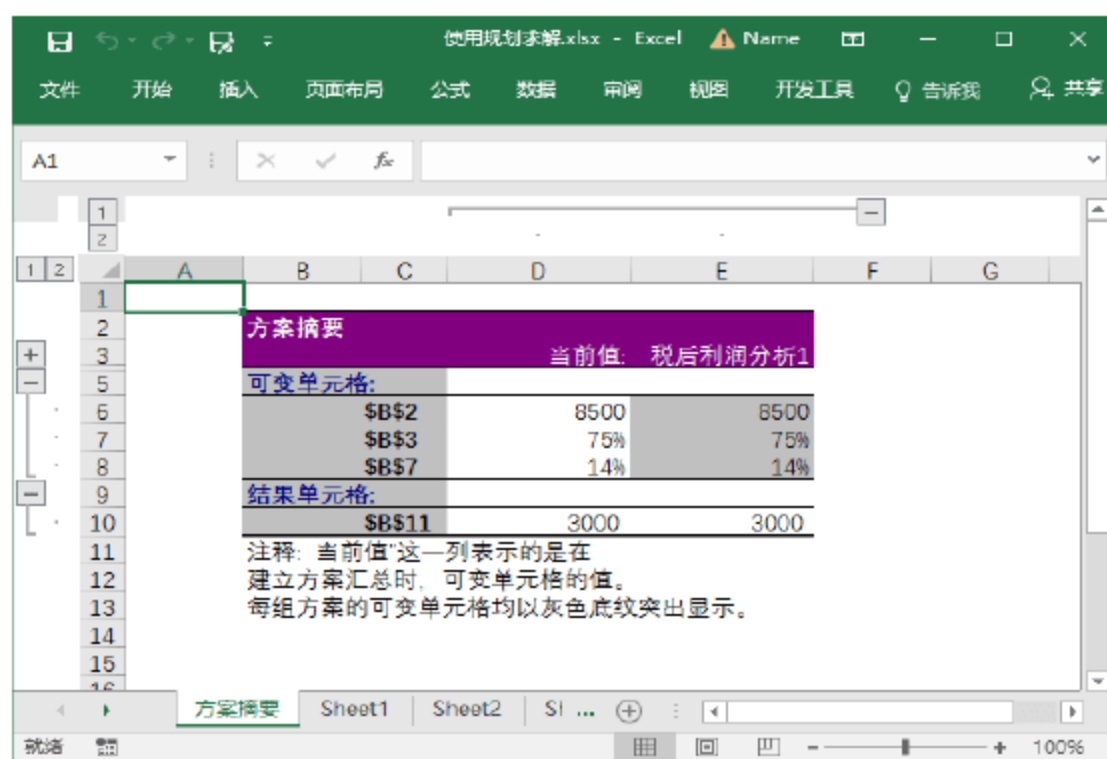 使用规划求解.xlsx - Excel Name
文件 开始 插入 页面布局 公式 数据 审阅 视图 开发工具 告诉我 共享
A1 fx
1
2
1 2 A B C D E F G
1
2 方案摘要
3 当前值: 税后利润分析1
5 可变单元格:
6 $B$2 8500 8500
7 $B$3 75% 75%
8 $B$7 14% 14%
9 结果单元格:
10 $B$11 3000 3000
11 注释: 当前值"这一列表示的是在
12 建立方案汇总时, 可变单元格的值。
13 每组方案的可变单元格均以灰色底纹突出显示。
14
15
16
方案摘要 Sheet1 Sheet2 Sl ...
就绪 100%